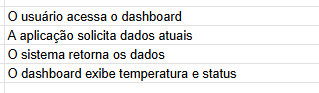 O usuário acessa o dashboard
A aplicação solicita dados atuais
O sistema retorna os dados
O dashboard exibe temperatura e status